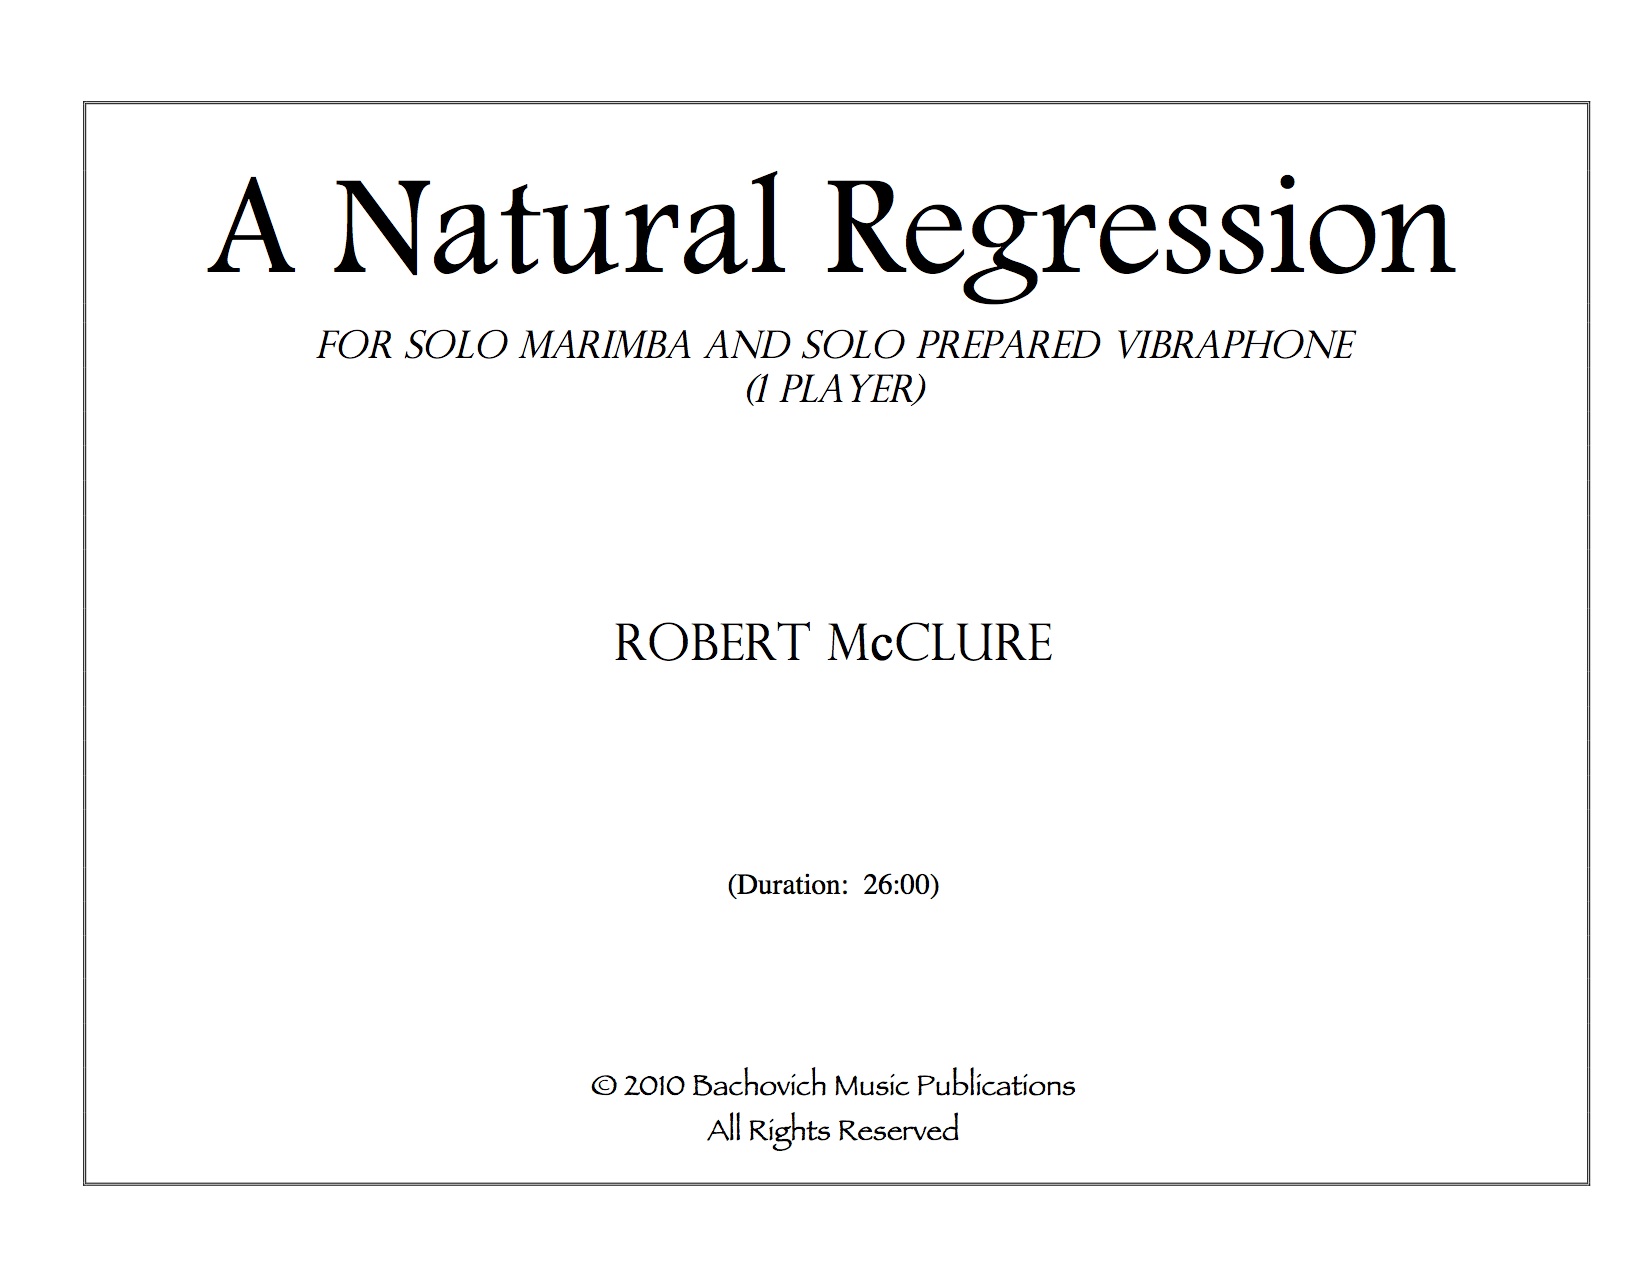 A Natural Regression
FOR SOLO MARIMBA AND SOLO PREPARED VIBRAPHONE
(1 PLAYER)
ROBERT McCLURE
(Duration:  26:00)
© 2010 Bachovich Music Publications
All Rights Reserved